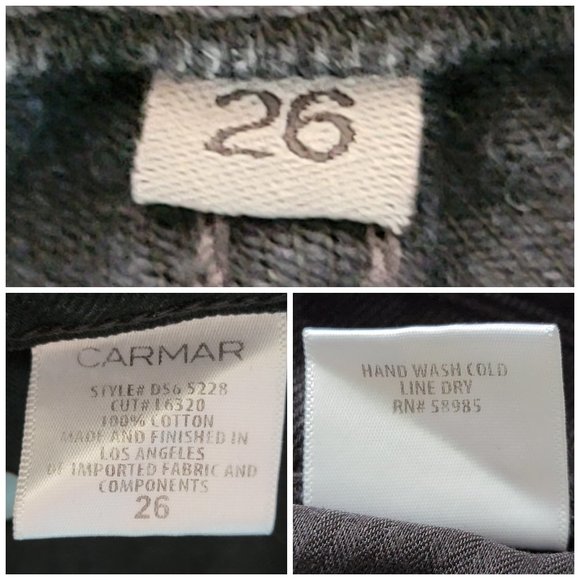 26
CARMAR
STYLE# DS6 5228
CUT# L6320
100% COTTON
MADE AND FINISHED IN
LOS ANGELES
OF IMPORTED FABRIC AND
COMPONENTS
26
HAND WASH COLD
LINE DRY
RN# 58985